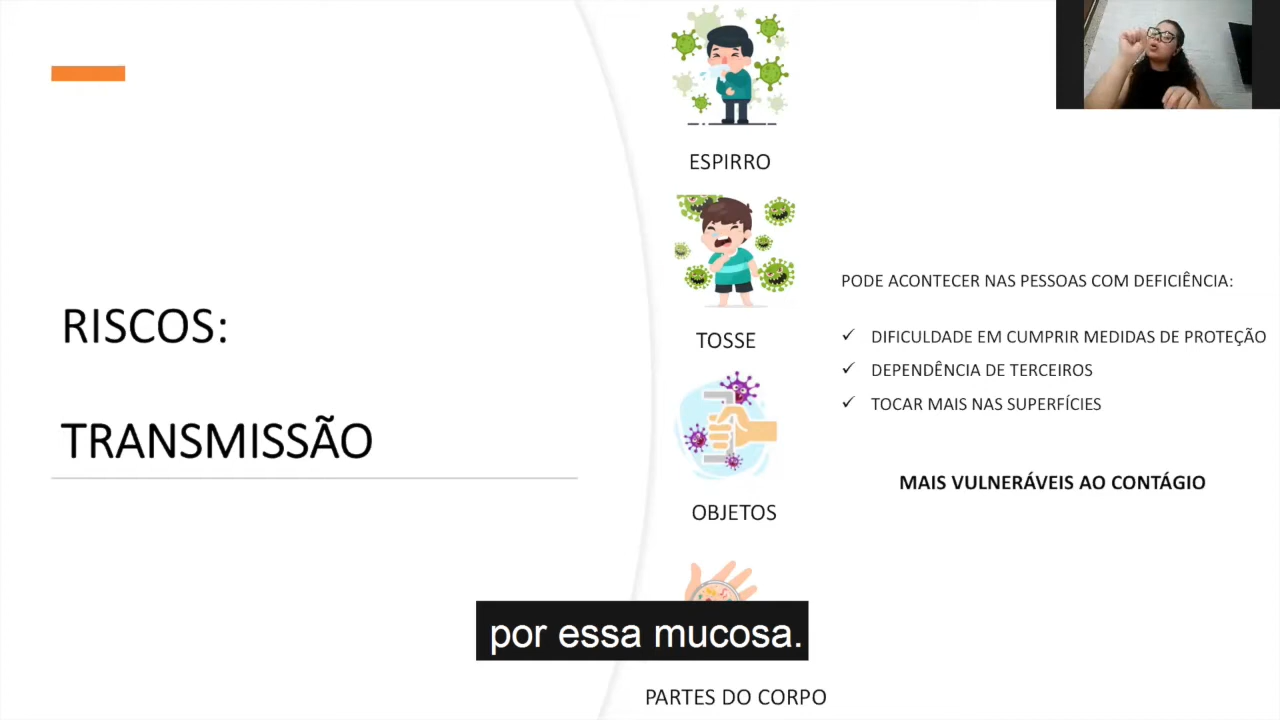 RISCOS:
TRANSMISSÃO
ESPIRRO
TOSSE
OBJETOS
PARTES DO CORPO
PODE ACONTECER NAS PESSOAS COM DEFICIÊNCIA:
✓ DIFICULDADE EM CUMPRIR MEDIDAS DE PROTEÇÃO
✓ DEPENDÊNCIA DE TERCEIROS
✓ TOCAR MAIS NAS SUPERFÍCIES
MAIS VULNERÁVEIS AO CONTÁGIO
por essa mucosa.